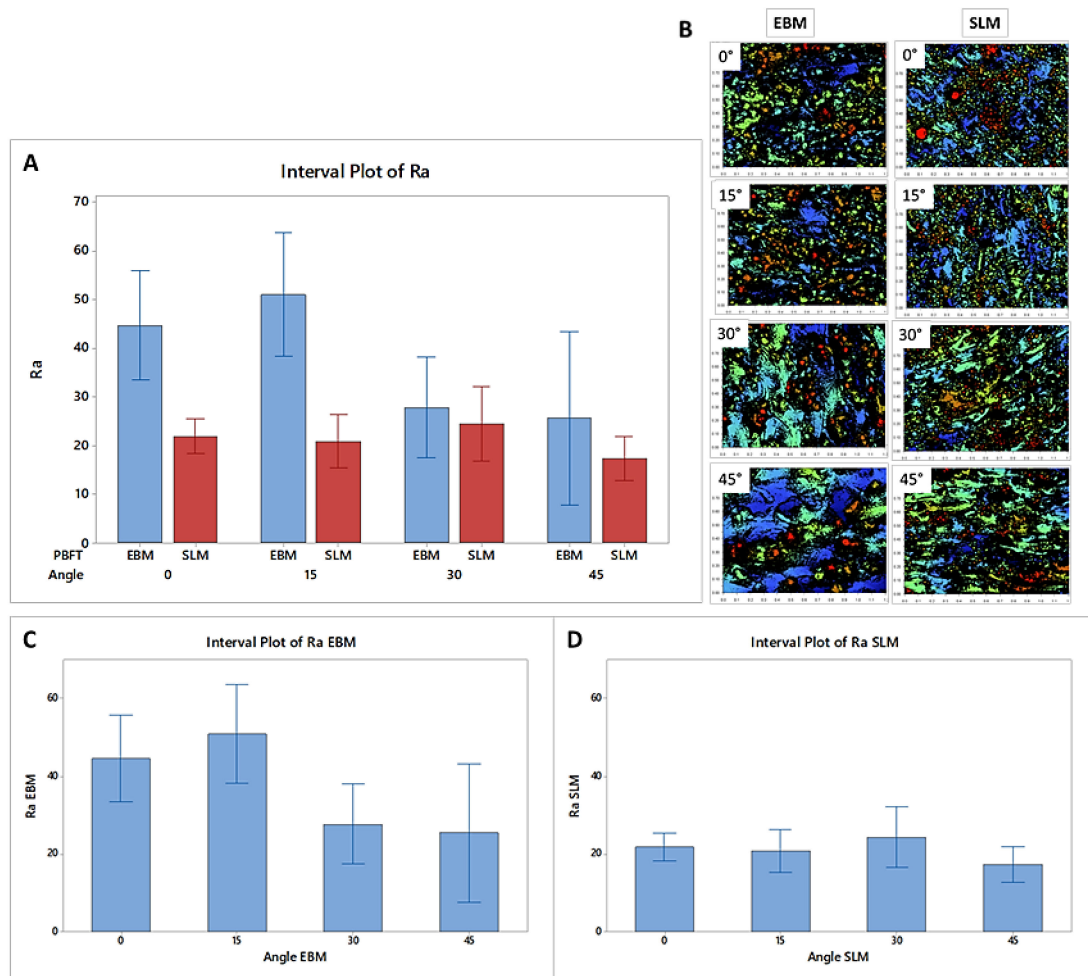 A
Interval Plot of Ra
70
60
50
40
30
20
10
0
Ra
PBFT EBM SLM EBM SLM EBM SLM EBM SLM
Angle 0 15 30 45
B
EBM SLM
0° 0°
15° 15°
30° 30°
45° 45°
C
Interval Plot of Ra EBM
60
40
20
0
Ra EBM
0 15 30 45
Angle EBM
D
Interval Plot of Ra SLM
60
40
20
0
Ra SLM
0 15 30 45
Angle SLM